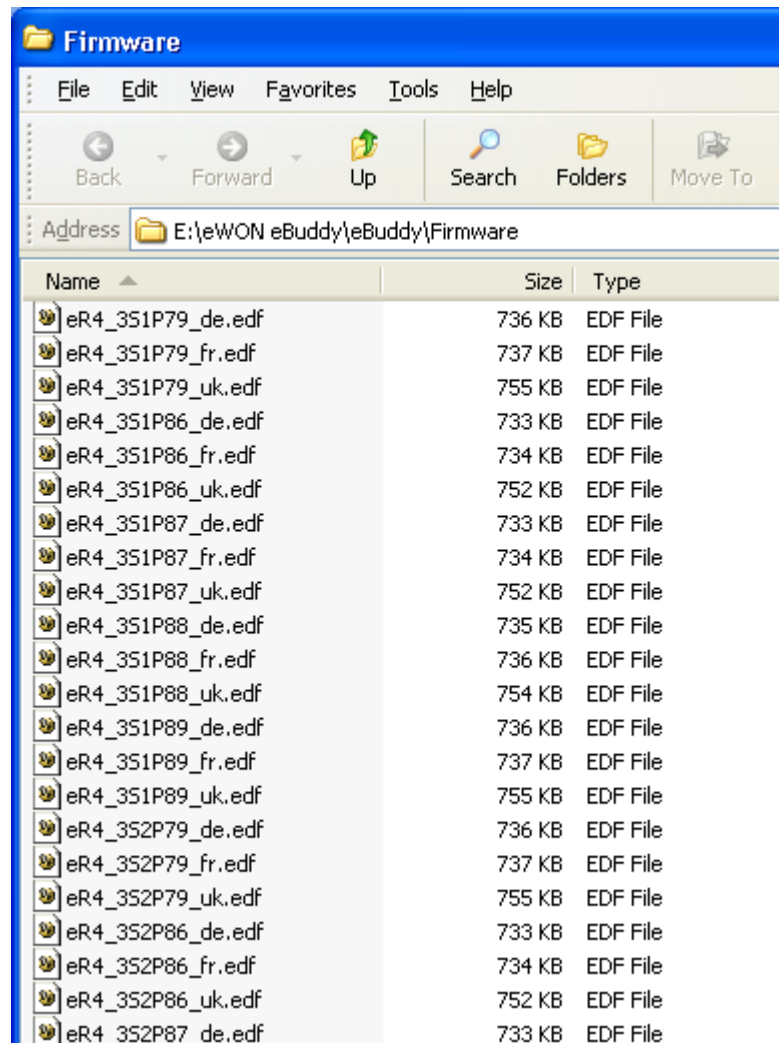 Firmware
File Edit View Favorites Tools Help
Back Forward Up Search Folders Move To
Address E:\eWON eBuddy\eBuddy\Firmware
Name Size Type
eR4_3S1P79_de.edf 736 KB EDF File
eR4_3S1P79_fr.edf 737 KB EDF File
eR4_3S1P79_uk.edf 755 KB EDF File
eR4_3S1P86_de.edf 733 KB EDF File
eR4_3S1P86_fr.edf 734 KB EDF File
eR4_3S1P86_uk.edf 752 KB EDF File
eR4_3S1P87_de.edf 733 KB EDF File
eR4_3S1P87_fr.edf 734 KB EDF File
eR4_3S1P87_uk.edf 752 KB EDF File
eR4_3S1P88_de.edf 735 KB EDF File
eR4_3S1P88_fr.edf 736 KB EDF File
eR4_3S1P88_uk.edf 754 KB EDF File
eR4_3S1P89_de.edf 736 KB EDF File
eR4_3S1P89_fr.edf 737 KB EDF File
eR4_3S1P89_uk.edf 755 KB EDF File
eR4_3S2P79_de.edf 736 KB EDF File
eR4_3S2P79_fr.edf 737 KB EDF File
eR4_3S2P79_uk.edf 755 KB EDF File
eR4_3S2P86_de.edf 733 KB EDF File
eR4_3S2P86_fr.edf 734 KB EDF File
eR4_3S2P86_uk.edf 752 KB EDF File
eR4_3S2P87_de.edf 733 KB EDF File